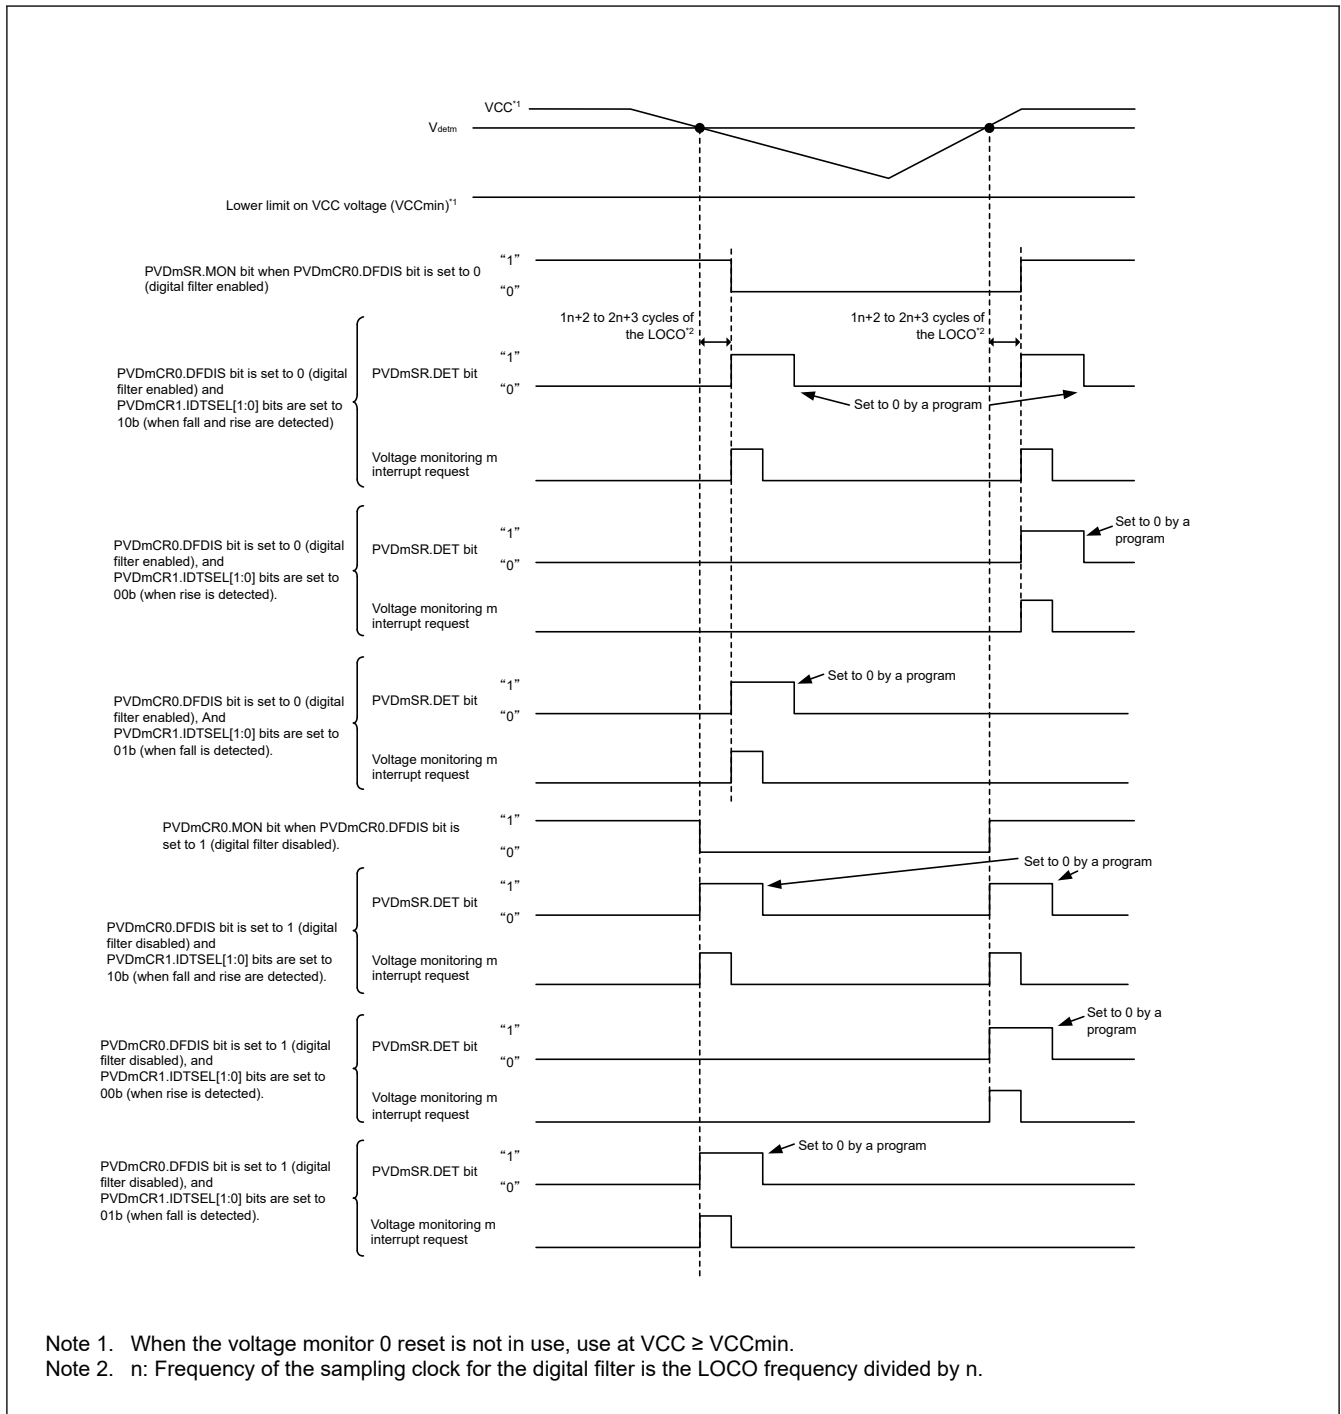 VCC*1
Vdetm
Lower limit on VCC voltage (VCCmin)*1
PVDmSR.MON bit when PVDmCR0.DFDIS bit is set to 0
(digital filter enabled)
“1”
“0”
1n+2 to 2n+3 cycles of
the LOCO*2
1n+2 to 2n+3 cycles of
the LOCO*2
PVDmCR0.DFDIS bit is set to 0 (digital
filter enabled) and
PVDmCR1.IDTSEL[1:0] bits are set to
10b (when fall and rise are detected)
PVDmSR.DET bit
“1”
“0”
Set to 0 by a program
Voltage monitoring m
interrupt request
PVDmCR0.DFDIS bit is set to 0 (digital
filter enabled), and
PVDmCR1.IDTSEL[1:0] bits are set to
00b (when rise is detected).
PVDmSR.DET bit
“1”
“0”
Set to 0 by a
program
Voltage monitoring m
interrupt request
PVDmCR0.DFDIS bit is set to 0 (digital
filter enabled), And
PVDmCR1.IDTSEL[1:0] bits are set to
01b (when fall is detected).
PVDmSR.DET bit
“1”
“0”
Set to 0 by a program
Voltage monitoring m
interrupt request
PVDmCR0.MON bit when PVDmCR0.DFDIS bit is
set to 1 (digital filter disabled).
“1”
“0”
PVDmCR0.DFDIS bit is set to 1 (digital
filter disabled) and
PVDmCR1.IDTSEL[1:0] bits are set to
10b (when fall and rise are detected).
PVDmSR.DET bit
“1”
“0”
Set to 0 by a program
Voltage monitoring m
interrupt request
PVDmCR0.DFDIS bit is set to 1 (digital
filter disabled), and
PVDmCR1.IDTSEL[1:0] bits are set to
00b (when rise is detected).
PVDmSR.DET bit
“1”
“0”
Set to 0 by a
program
Voltage monitoring m
interrupt request
PVDmCR0.DFDIS bit is set to 1 (digital
filter disabled), and
PVDmCR1.IDTSEL[1:0] bits are set to
01b (when fall is detected).
PVDmSR.DET bit
“1”
“0”
Set to 0 by a program
Voltage monitoring m
interrupt request
Note 1. When the voltage monitor 0 reset is not in use, use at VCC ≥ VCCmin.
Note 2. n: Frequency of the sampling clock for the digital filter is the LOCO frequency divided by n.